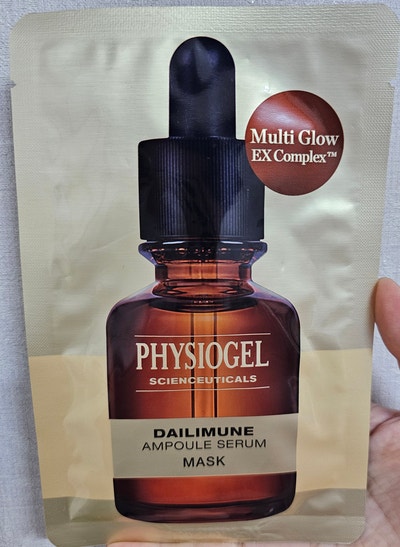 Multi Glow
EX Complex™
PHYSIOGEL
SCIENCEUTICALS
DAILIMUNE
AMPOULE SERUM
MASK